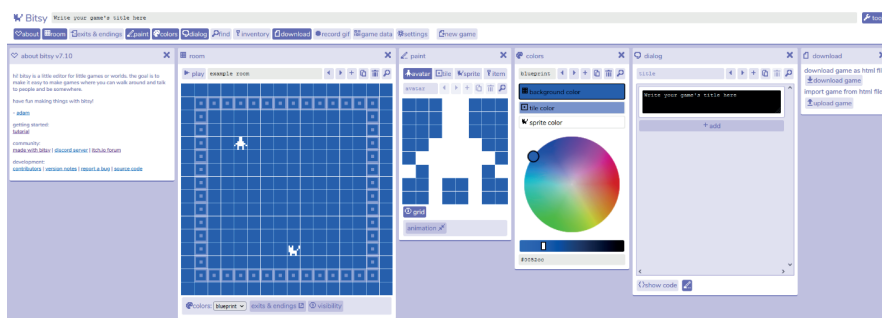 Bitsy Write your game's title here
tools
about room exits & endings paint colors dialog find inventory download record gif game data settings new game
about bitsy v7.10
hi! bitsy is a little editor for little games or worlds. the goal is to
make it easy to make games where you can walk around and talk
to people and be somewhere.
have fun making things with bitsy!
- adam
getting started:
tutorial
community:
made with bitsy | discord server | itch.io forum
development:
contributors | version notes | report a bug | source code
room
play example room
colors: blueprint exits & endings visibility
paint
avatar tile sprite item
avatar
grid
animation
colors
blueprint
background color
tile color
sprite color
dialog
title
Write your game's title here
+ add
show code
download
download game as html fil
download game
import game from html file
upload game